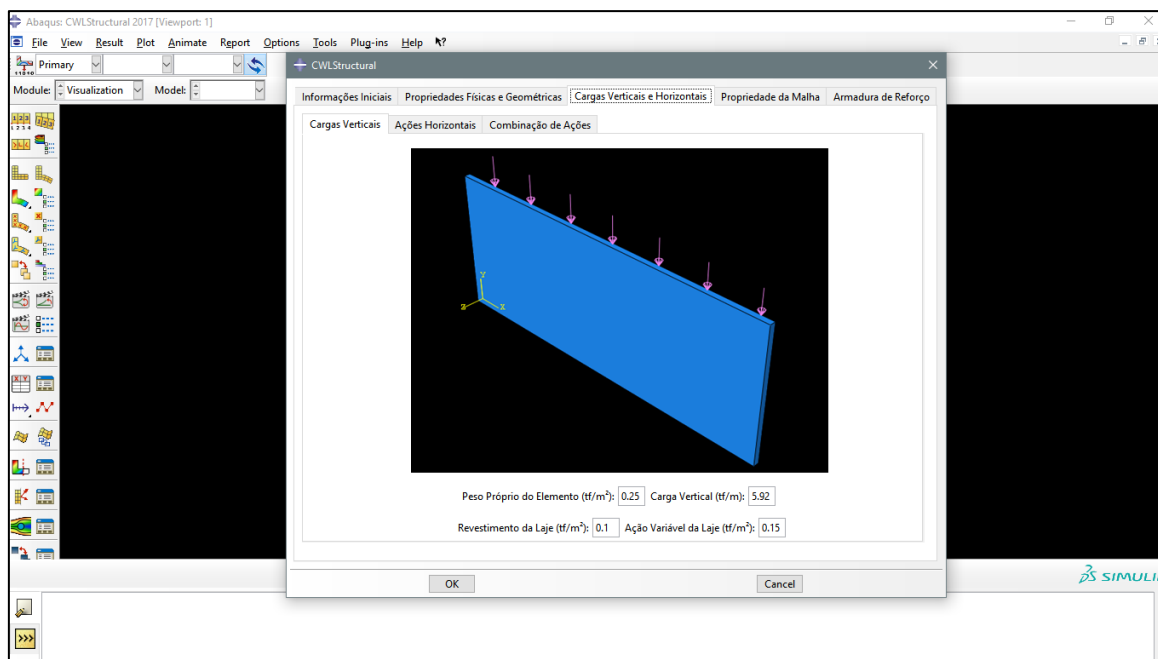 Abaqus: CWLStructural 2017 [Viewport: 1]
File View Result Plot Animate Report Options Tools Plug-ins Help
Primary
Module: Visualization Model:
CWLStructural
Informações Iniciais Propriedades Físicas e Geométricas Cargas Verticais e Horizontais Propriedade da Malha Armadura de Reforço
Cargas Verticais Ações Horizontais Combinação de Ações
Y
Z X
Peso Próprio do Elemento (tf/m²): 0.25 Carga Vertical (tf/m): 5.92
Revestimento da Laje (tf/m²): 0.1 Ação Variável da Laje (tf/m²): 0.15
OK Cancel
SIMULI
>>>